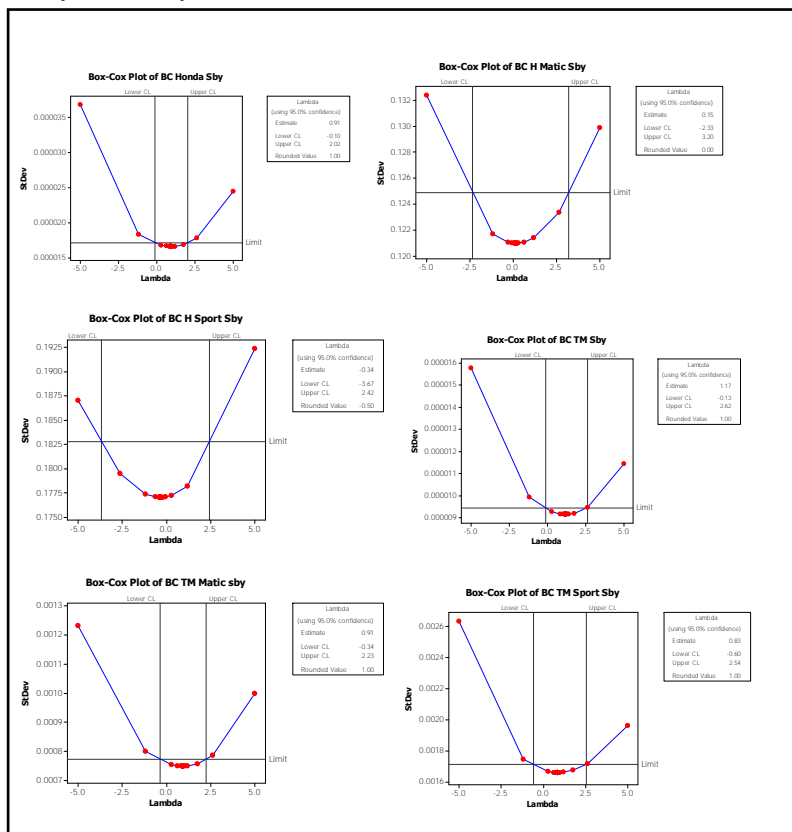 Box-Cox Plot of BC Honda Sby
Lower CL Upper CL
0.000035
0.000025
0.000020
0.000015
StDev
-5.0 -2.5 0.0 2.5 5.0
Lambda
Limit
Lambda
(using 95.0% confidence)
Estimate 0.91
Lower CL -0.10
Upper CL 2.02
Rounded Value 1.00
Box-Cox Plot of BC H Matic Sby
Lower CL Upper CL
0.132
0.130
0.128
0.126
0.124
0.122
0.120
StDev
-5.0 -2.5 0.0 2.5 5.0
Lambda
Limit
Lambda
(using 95.0% confidence)
Estimate 0.15
Lower CL -2.33
Upper CL 3.20
Rounded Value 0.00
Box-Cox Plot of BC H Sport Sby
Lower CL Upper CL
0.1925
0.1900
0.1875
0.1850
0.1825
0.1800
0.1775
0.1750
StDev
-5.0 -2.5 0.0 2.5 5.0
Lambda
Limit
Lambda
(using 95.0% confidence)
Estimate -0.34
Lower CL -3.67
Upper CL 2.42
Rounded Value -0.50
Box-Cox Plot of BC TM Sby
Lower CL Upper CL
0.000016
0.000014
0.000013
0.000012
0.000010
0.000009
StDev
-5.0 -2.5 0.0 2.5 5.0
Lambda
Limit
Lambda
(using 95.0% confidence)
Estimate 1.17
Lower CL -0.13
Upper CL 2.62
Rounded Value 1.00
Box-Cox Plot of BC TM Matic sby
Lower CL Upper CL
0.0013
0.0012
0.0011
0.0010
0.0009
0.0008
0.0007
StDev
-5.0 -2.5 0.0 2.5 5.0
Lambda
Limit
Lambda
(using 95.0% confidence)
Estimate 0.91
Lower CL -0.34
Upper CL 2.23
Rounded Value 1.00
Box-Cox Plot of BC TM Sport Sby
Lower CL Upper CL
0.0026
0.0024
0.0022
0.0020
0.0018
0.0016
StDev
-5.0 -2.5 0.0 2.5 5.0
Lambda
Limit
Lambda
(using 95.0% confidence)
Estimate 0.83
Lower CL -0.60
Upper CL 2.54
Rounded Value 1.00